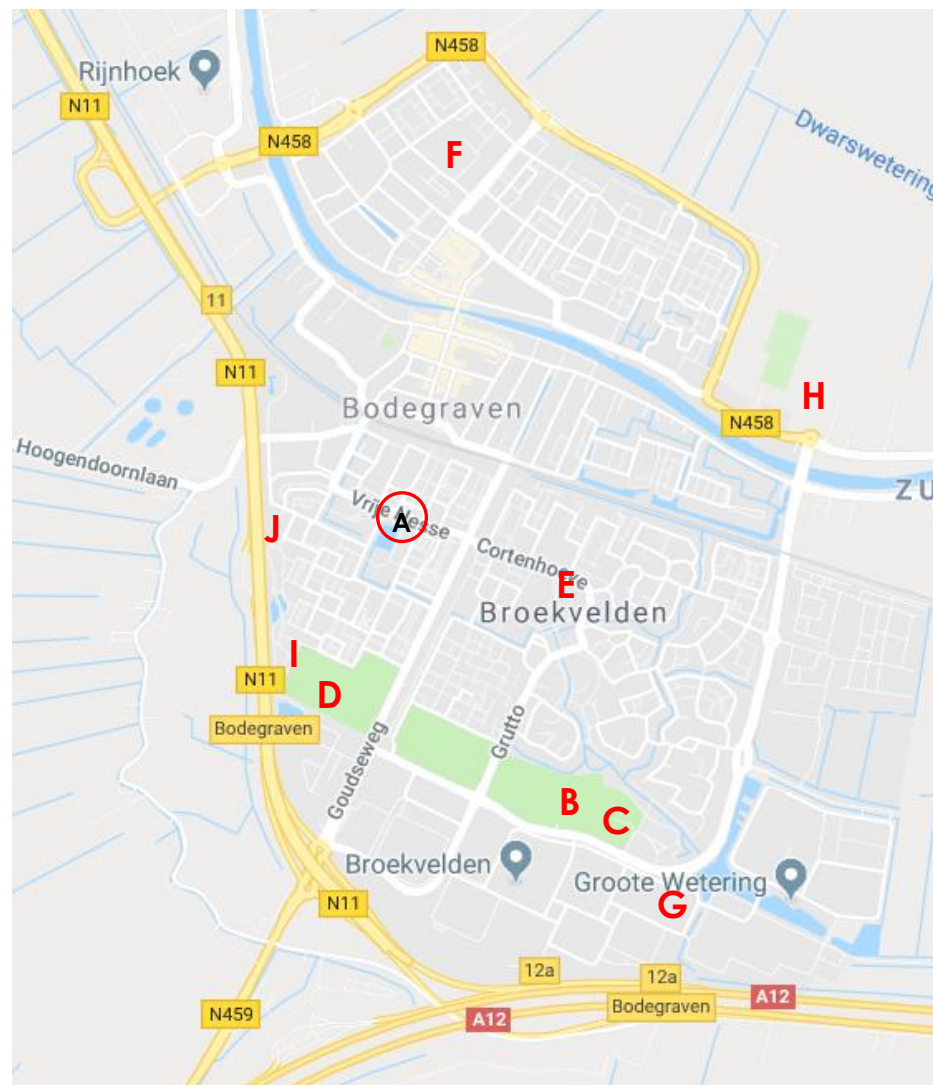 N458
Rijnhoek
N11
N458
F
Dwarswetering
11
N11
H
Bodegraven
N458
Hoogendoornlaan
ZU
Vrije Nesse
A
J
Cortenhoeve
E
Broekvelden
I
N11
D
Bodegraven
Grutto
Goudseweg
B
C
Broekvelden
Groote Wetering
G
N11
12a
12a
A12
Bodegraven
N459
A12